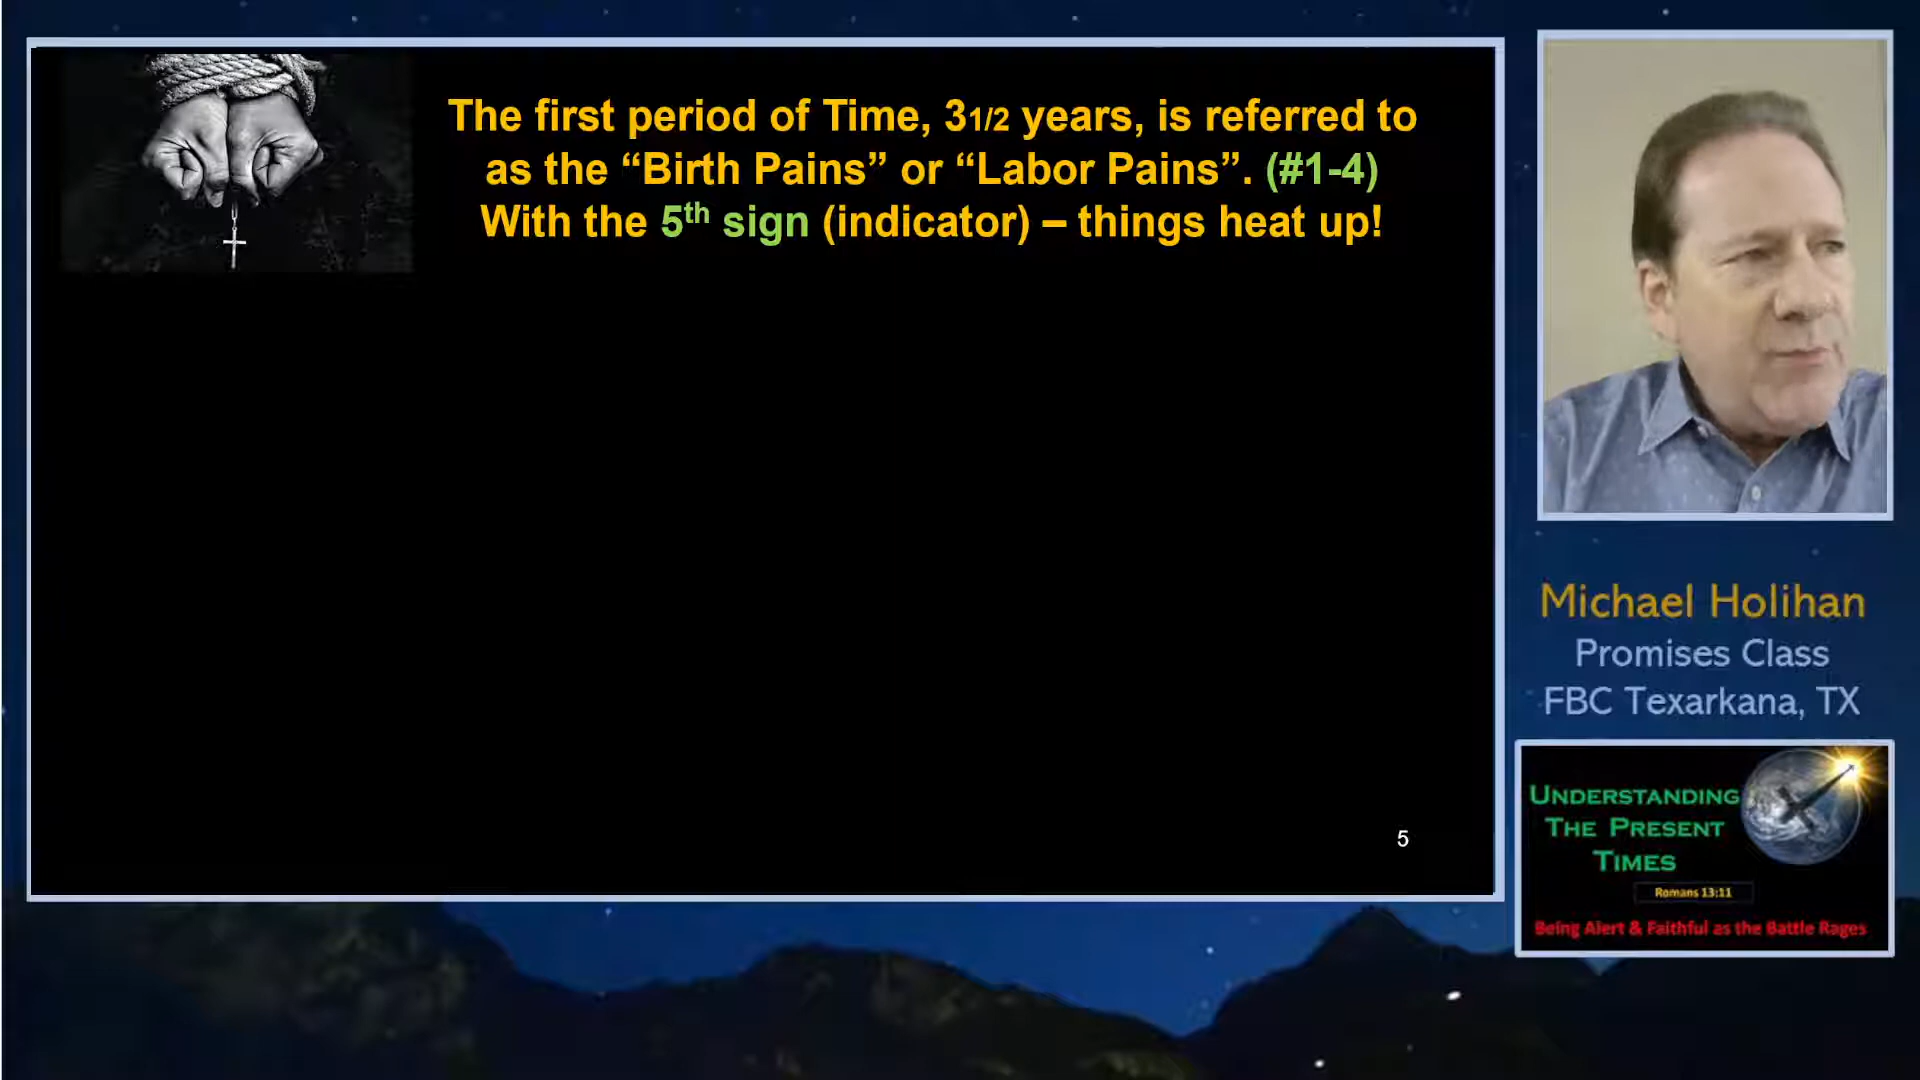 The first period of Time, 31/2 years, is referred to
as the “Birth Pains” or “Labor Pains”. (#1-4)
With the 5th sign (indicator) – things heat up!
5
Michael Holihan
Promises Class
FBC Texarkana, TX
UNDERSTANDING
THE PRESENT
TIMES
Romans 13:11
Being Alert & Faithful as the Battle Rages